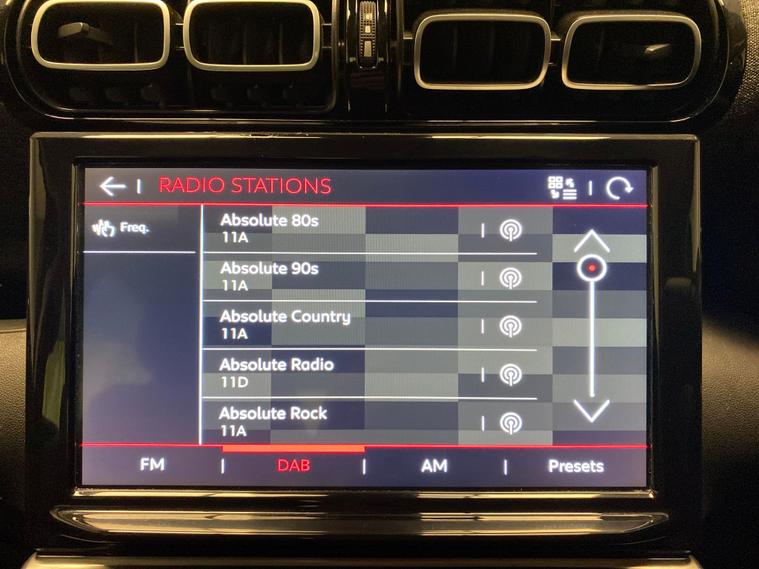 RADIO STATIONS
Freq.
Absolute 80s
11A
Absolute 90s
11A
Absolute Country
11A
Absolute Radio
11D
Absolute Rock
11A
FM
DAB
AM
Presets